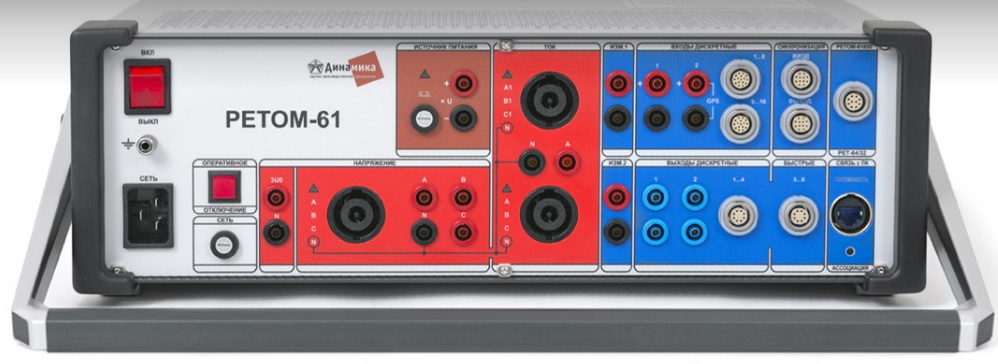 ВКЛ
ВЫКЛ
СЕТЬ
Динамика
РЕТОМ-61
ОПЕРАТИВНОЕ
ОТКЛЮЧЕНИЕ
СЕТЬ
ИСТОЧНИК ПИТАНИЯ
К.З.
+
= U
–
НАПРЯЖЕНИЕ
3U0
N
A
B
C
N
A
B
N
C
ТОК
A1
B1
C1
N
N
A
A
B
C
N
ИЗМ.1
ИЗМ.2
ВХОДЫ ДИСКРЕТНЫЕ
+
1
+
2
GPS
1...8
9...16
СИНХРОНИЗАЦИЯ
ВХОД
ВЫХОД
РЕТОМ-61850
РЕТ-64/32
ВЫХОДЫ ДИСКРЕТНЫЕ
1
2
1...4
БЫСТРЫЕ
5...8
СВЯЗЬ с ПК
ГОТОВНОСТЬ
АССОЦИАЦИЯ